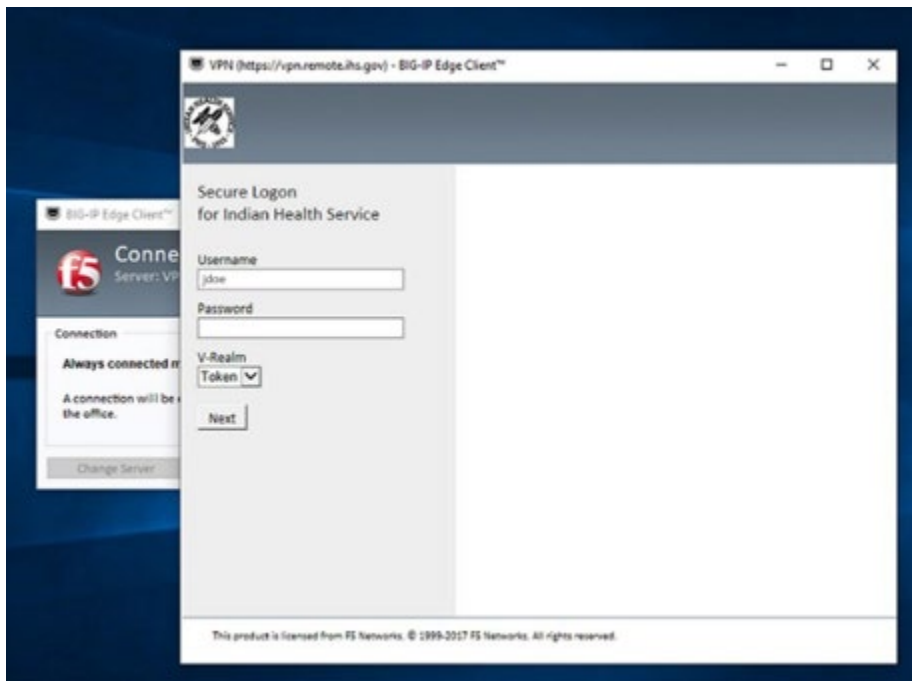 VPN (https://vpn.remote.ihs.gov) - BIG-IP Edge Client™
Secure Logon
for Indian Health Service
Username
jdoe
Password
V-Realm
Token
Next
This product is licensed from F5 Networks. © 1999-2017 F5 Networks. All rights reserved.
BIG-IP Edge Client™
f5
Conne
Server: VP
Connection
Always connected m
A connection will be
the office.
Change Server